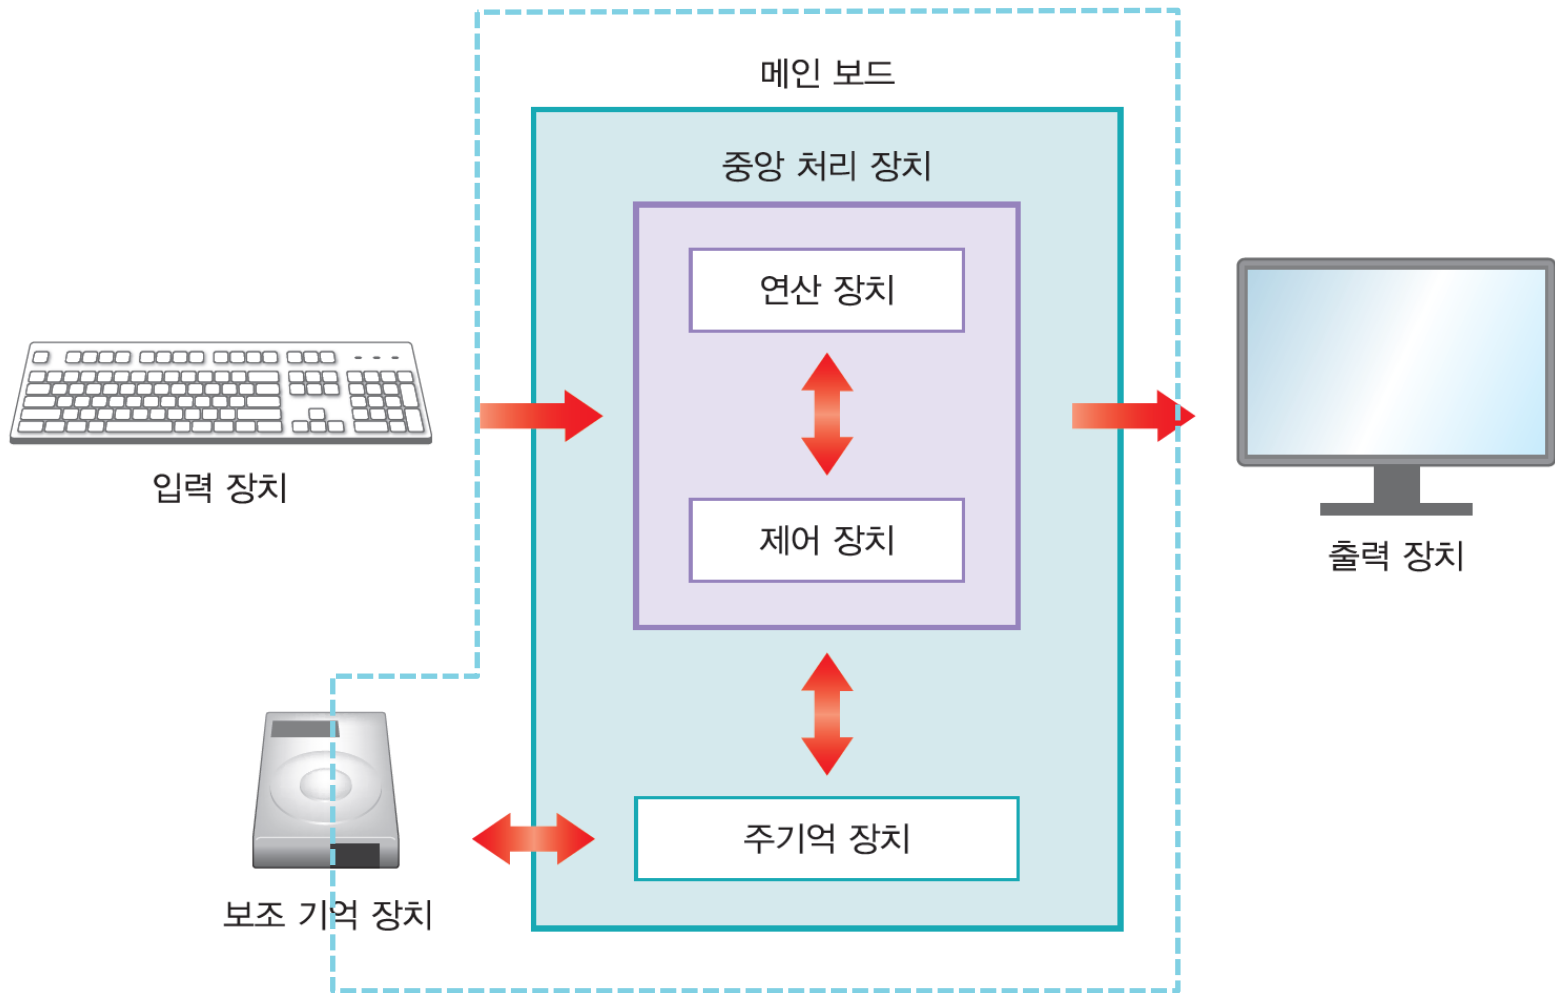 메인 보드
중앙 처리 장치
연산 장치
제어 장치
주기억 장치
입력 장치
출력 장치
보조 기억 장치